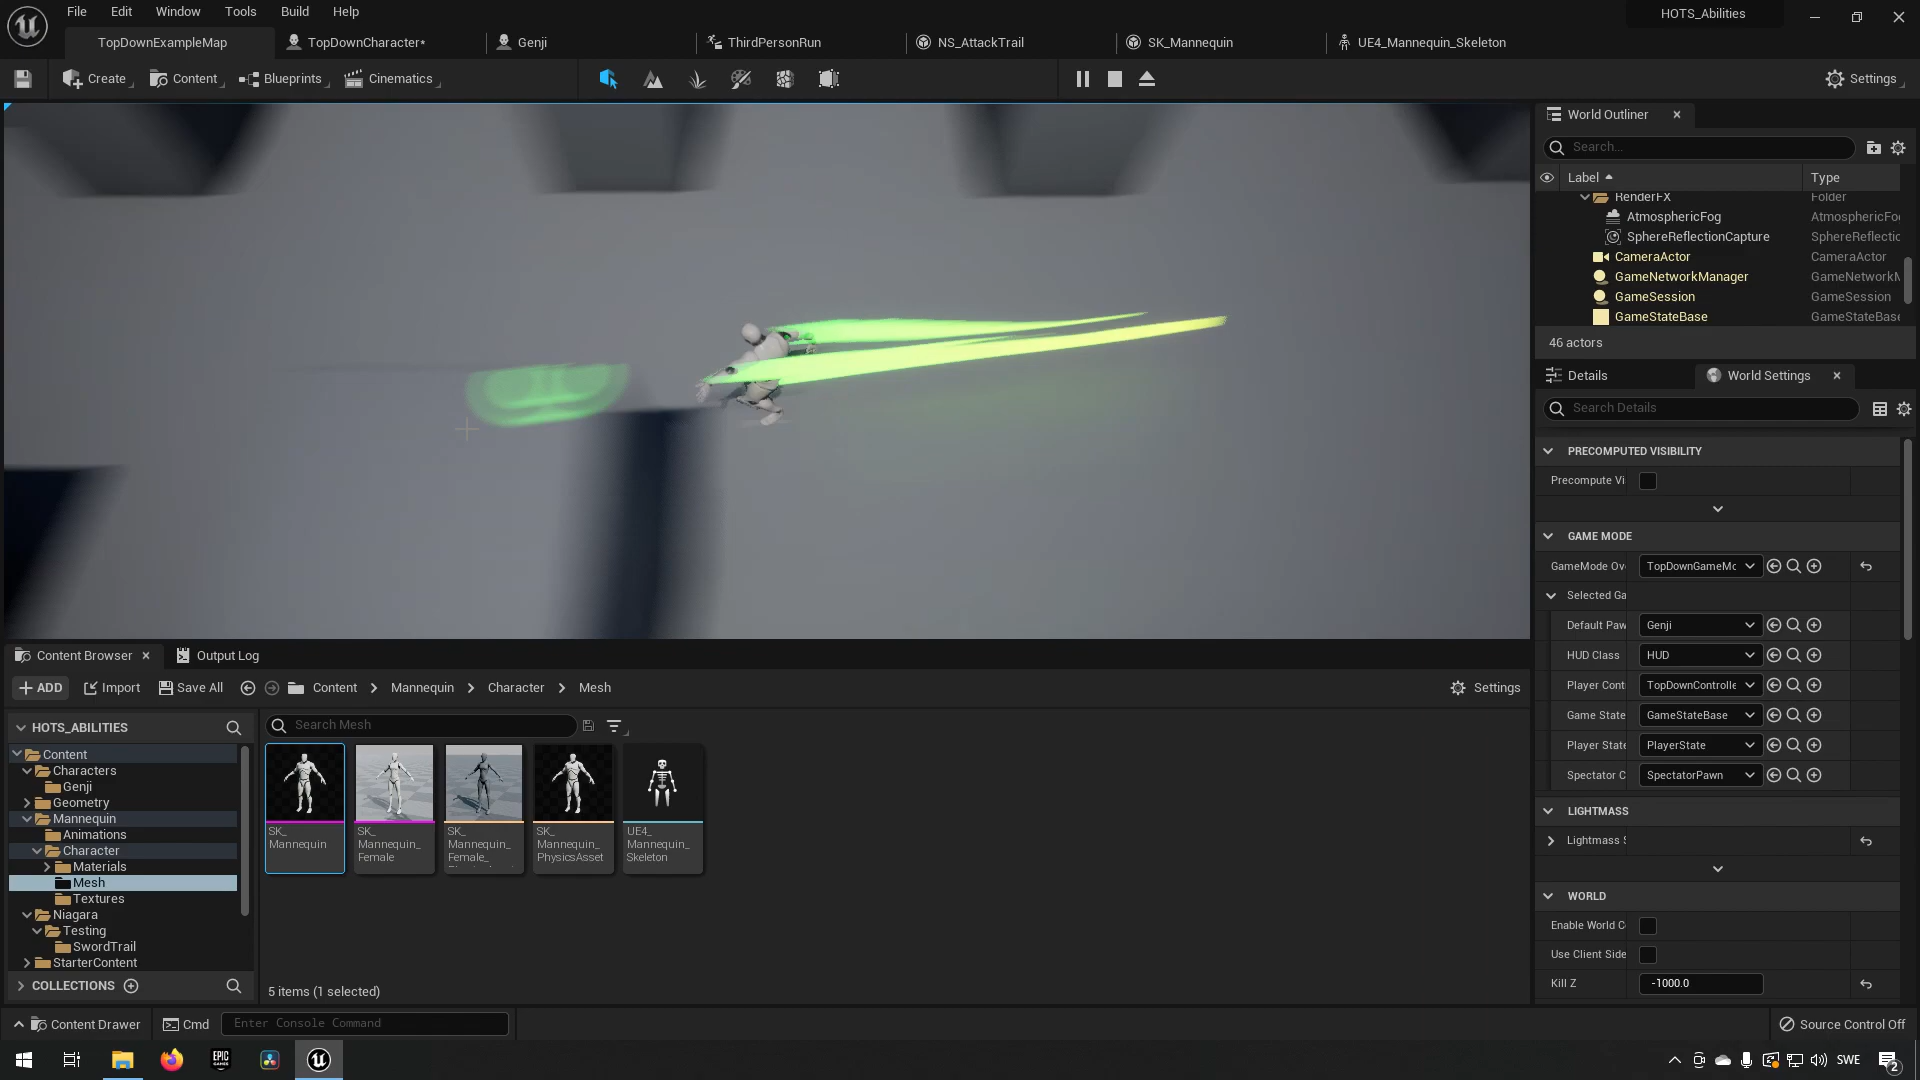 File Edit Window Tools Build Help
HOTS_Abilities
TopDownExampleMap
TopDownCharacter*
Genji
ThirdPersonRun
NS_AttackTrail
SK_Mannequin
UE4_Mannequin_Skeleton
Create
Content
Blueprints
Cinematics
Settings
World Outliner
Search...
Label Type
RenderFX Folder
AtmosphericFog AtmosphericFo
SphereReflectionCapture SphereReflectic
CameraActor CameraActor
GameNetworkManager GameNetworkM
GameSession GameSession
GameStateBase GameStateBase
46 actors
Details
World Settings
Search Details
PRECOMPUTED VISIBILITY
Precompute Vi
GAME MODE
GameMode Ov TopDownGameMo
Selected Ga
Default Paw Genji
HUD Class HUD
Player Cont TopDownControlle
Game State GameStateBase
Player State PlayerState
Spectator C SpectatorPawn
LIGHTMASS
Lightmass S
WORLD
Enable World C
Use Client Side
Kill Z -1000.0
Content Browser
Output Log
ADD
Import
Save All
Content
Mannequin
Character
Mesh
Settings
HOTS_ABILITIES
Content
Characters
Genji
Geometry
Mannequin
Animations
Character
Materials
Mesh
Textures
Niagara
Testing
SwordTrail
StarterContent
COLLECTIONS
Search Mesh
SK_
Mannequin
SK_
Mannequin_
Female
SK_
Mannequin_
Female_
SK_
Mannequin_
PhysicsAsset
UE4_
Mannequin_
Skeleton
5 items (1 selected)
Content Drawer
Cmd
Enter Console Command
Source Control Off
EPIC
GAMES
SWE
2